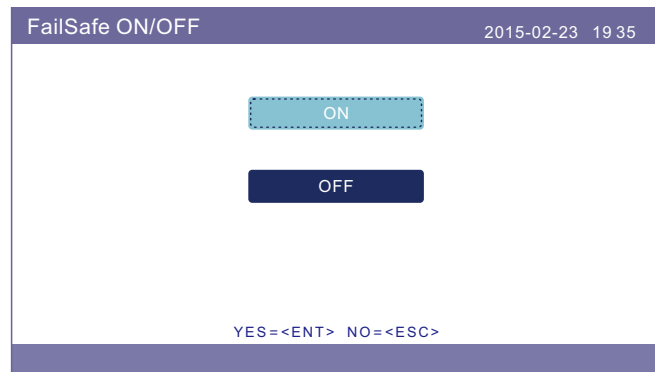 FailSafe ON/OFF 2015-02-23 19 35
ON
OFF
YES=<ENT> NO=<ESC>